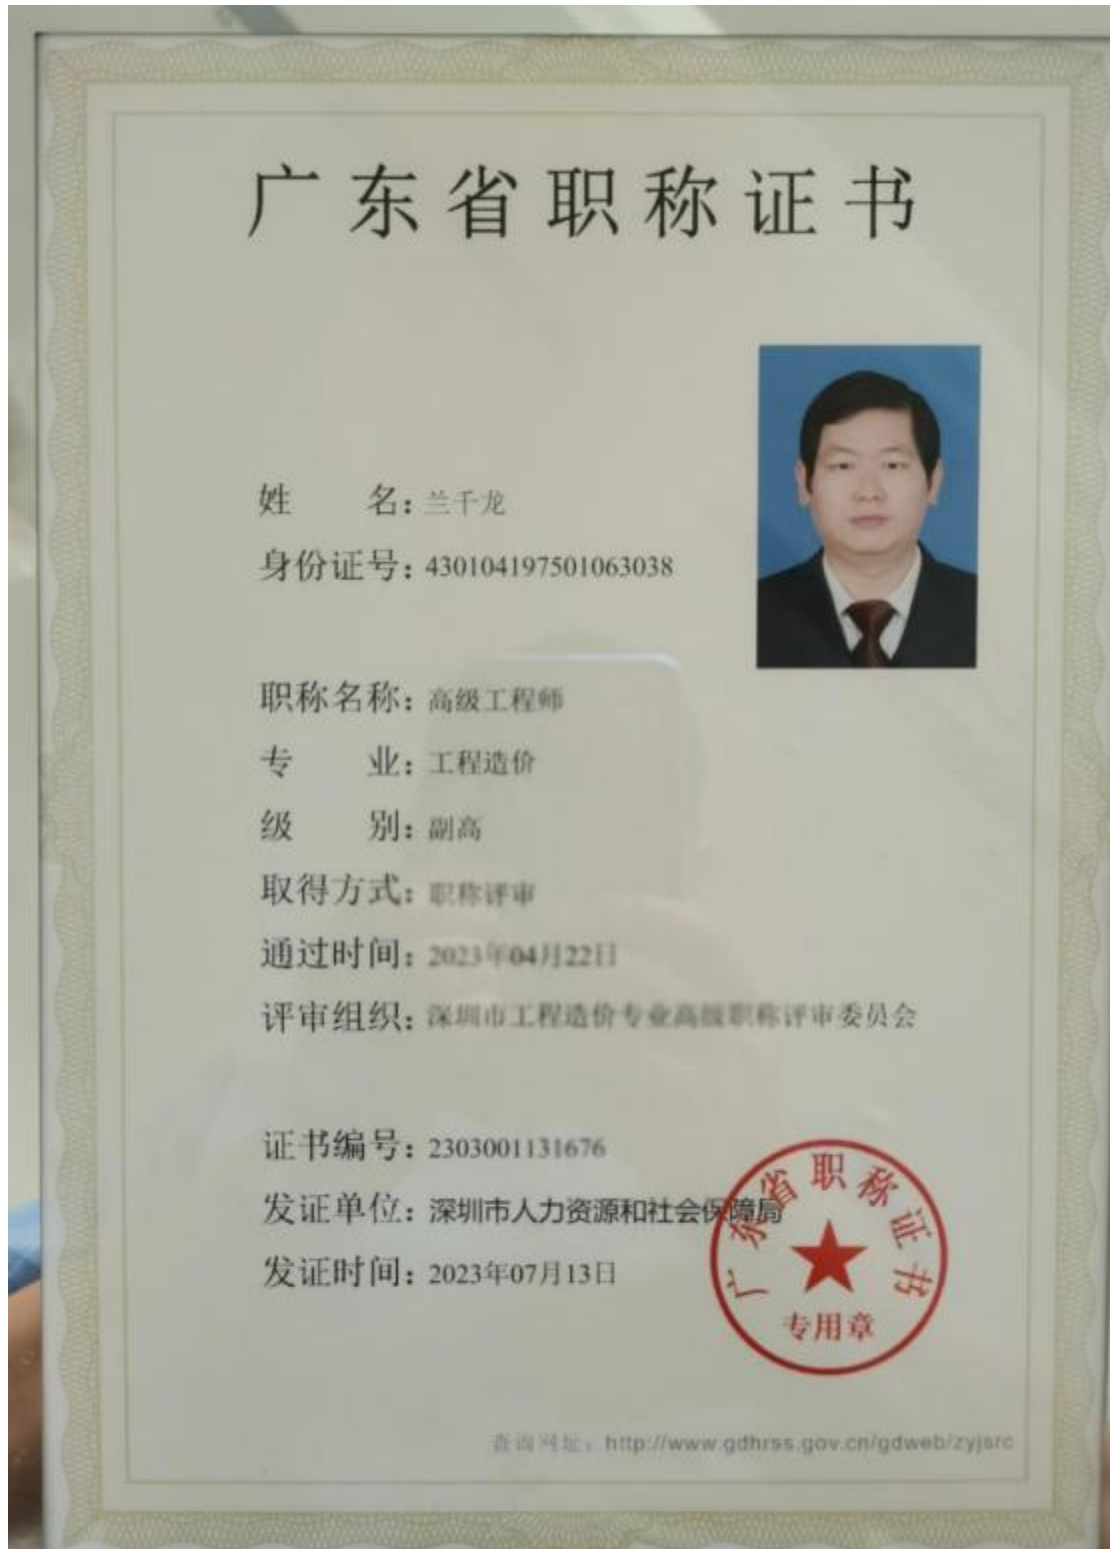 广东省职称证书
姓名：兰千龙
身份证号：430104197501063038
职称名称：高级工程师
专业：工程造价
级别：副高
取得方式：职称评审
通过时间：2023年04月22日
评审组织：深圳市工程造价专业高级职称评审委员会
证书编号：2303001131676
发证单位：深圳市人力资源和社会保障局
发证时间：2023年07月13日
广东省职称证书
专用章
查询网址：http://www.gdhrss.gov.cn/gdweb/zyjsrc